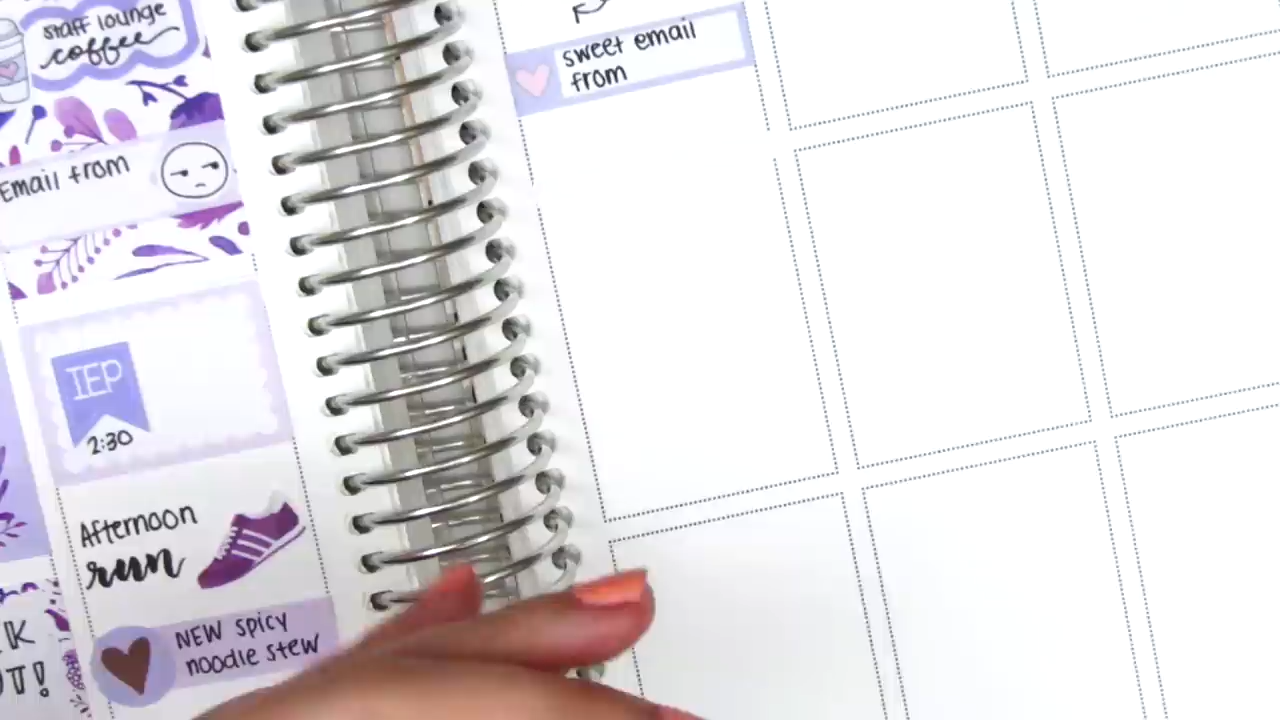 staff lounge
coffee
Email from
IEP
2:30
Afternoon
run
NEW spicy
noodle stew
sweet email
from